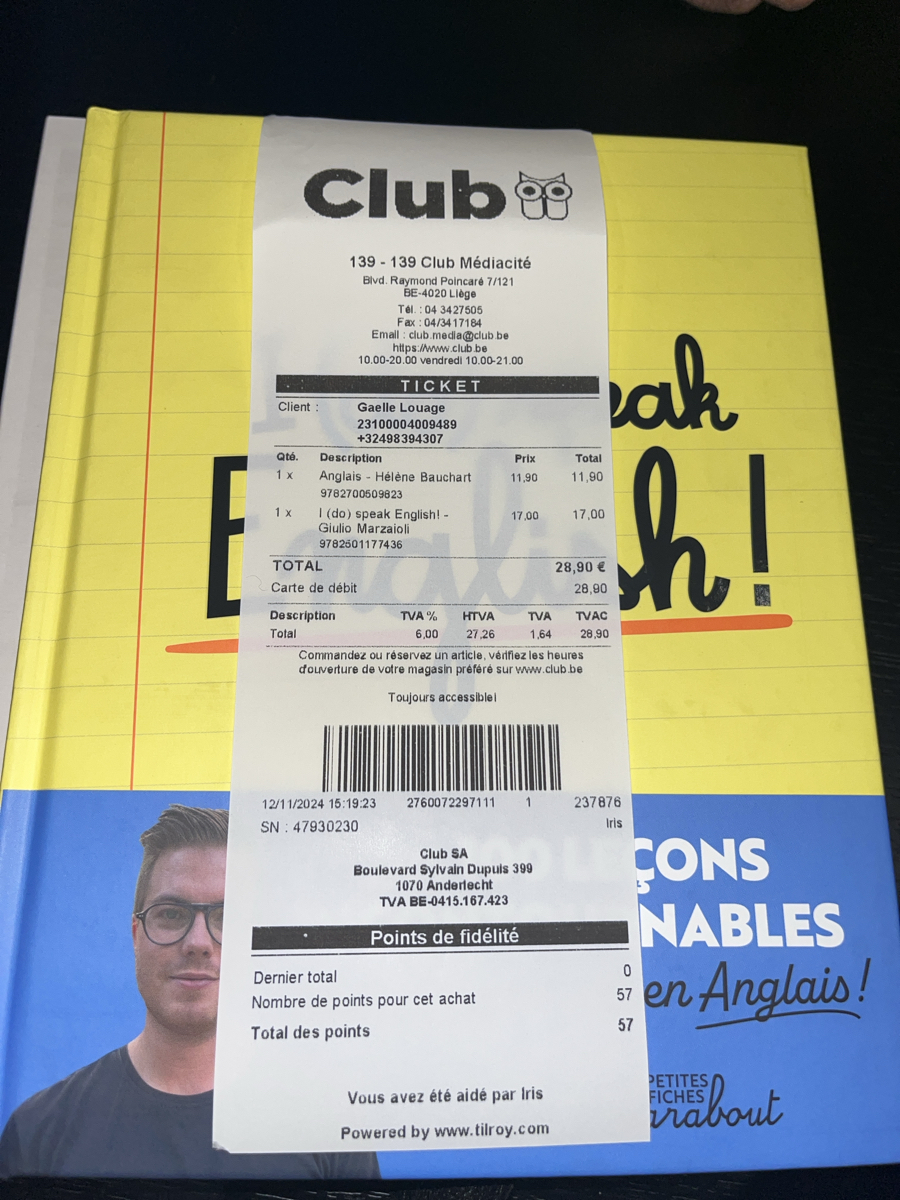 Club
139 - 139 Club Médiacité
Blvd. Raymond Poincaré 7/121
BE-4020 Liège
Tél. : 04 3427505
Fax : 04/3417184
Email : club.media@club.be
https://www.club.be
10.00-20.00 vendredi 10.00-21.00
TICKET
Client : Gaelle Louage
23100004009489
+32498394307
Qté. Description Prix Total
1 x Anglais - Hélène Bauchart 11,90 11,90
9782700509823
1 x I (do) speak English! - 17,00 17,00
Giulio Marzaioli
9782501177436
TOTAL 28,90 €
Carte de débit 28,90
Description TVA % HTVA TVA TVAC
Total 6,00 27,26 1,64 28,90
Commandez ou réservez un article, vérifiez les heures
d'ouverture de votre magasin préféré sur www.club.be
Toujours accessible!
12/11/2024 15:19:23 2760072297111 1 237876
SN : 47930230 Iris
Club SA
Boulevard Sylvain Dupuis 399
1070 Anderlecht
TVA BE-0415.167.423
Points de fidélité
Dernier total 0
Nombre de points pour cet achat 57
Total des points 57
Vous avez été aidé par Iris
Powered by www.tilroy.com
eak
E sh !
ÇONS
NABLES
en Anglais !
PETITES
FICHES
arabout